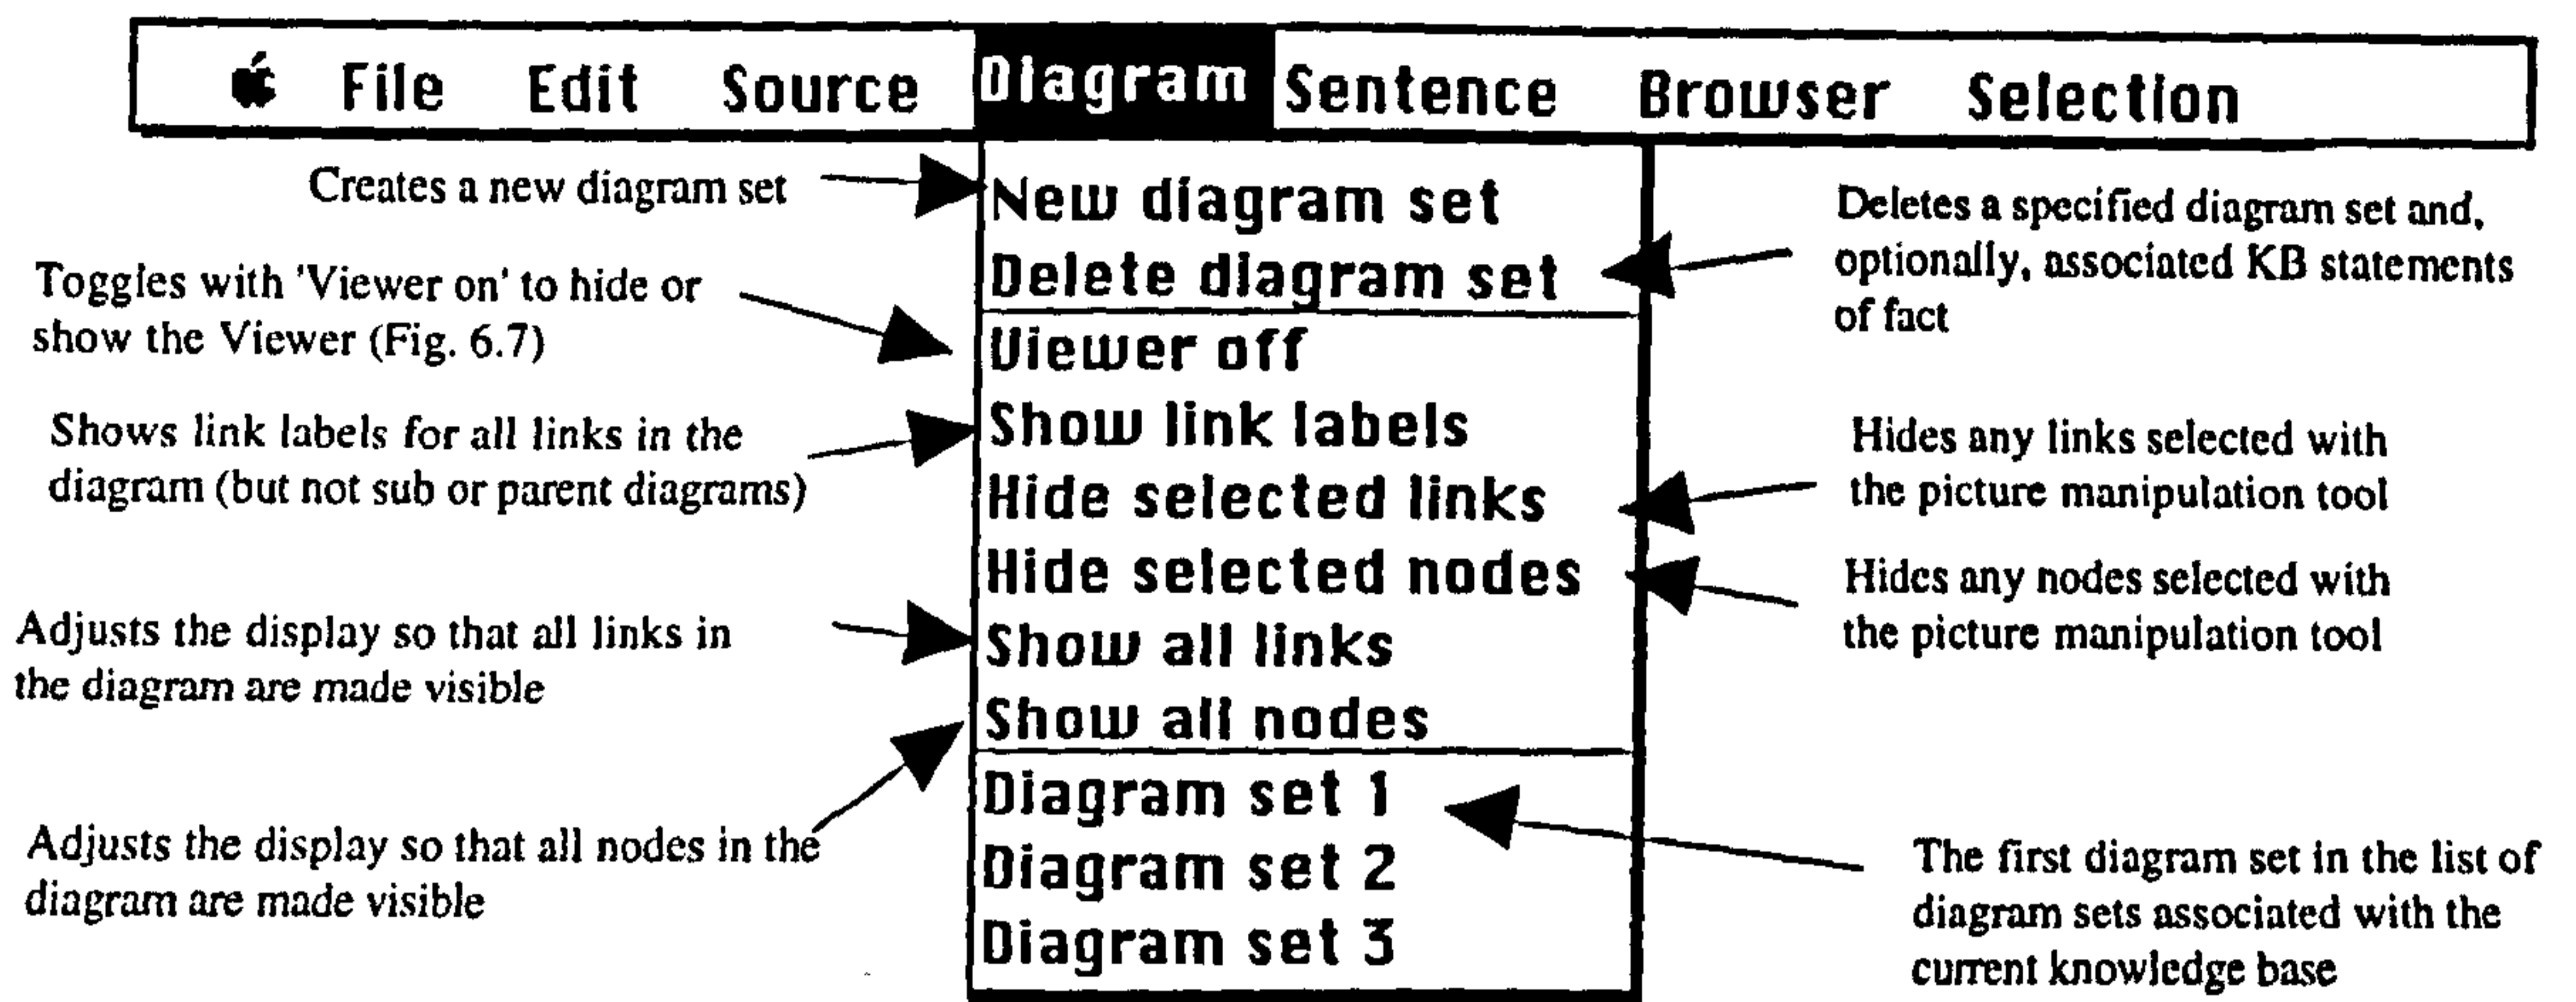 File Edit Source Diagram Sentence Browser Selection
Creates a new diagram set
Toggles with 'Viewer on' to hide or
show the Viewer (Fig. 6.7)
Shows link labels for all links in the
diagram (but not sub or parent diagrams)
Adjusts the display so that all links in
the diagram are made visible
Adjusts the display so that all nodes in the
diagram are made visible
New diagram set
Delete diagram set
Viewer off
Show link labels
Hide selected links
Hide selected nodes
Show all links
Show all nodes
Diagram set 1
Diagram set 2
Diagram set 3
Deletes a specified diagram set and,
optionally, associated KB statements
of fact
Hides any links selected with
the picture manipulation tool
Hides any nodes selected with
the picture manipulation tool
The first diagram set in the list of
diagram sets associated with the
current knowledge base